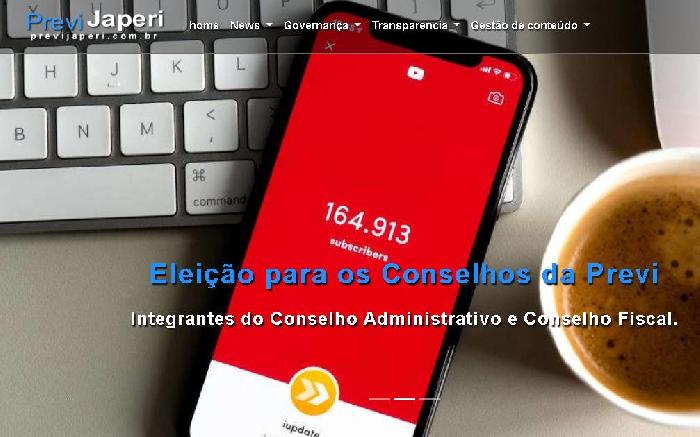 Previ Japeri
previjaperi.com.br
home News Governança Transparencia Gestão de conteúdo
H J K L
B N M < ,
⌘
command
164.913
subscribers
Eleição para os Conselhos da Previ
Integrantes do Conselho Administrativo e Conselho Fiscal.
iupdate